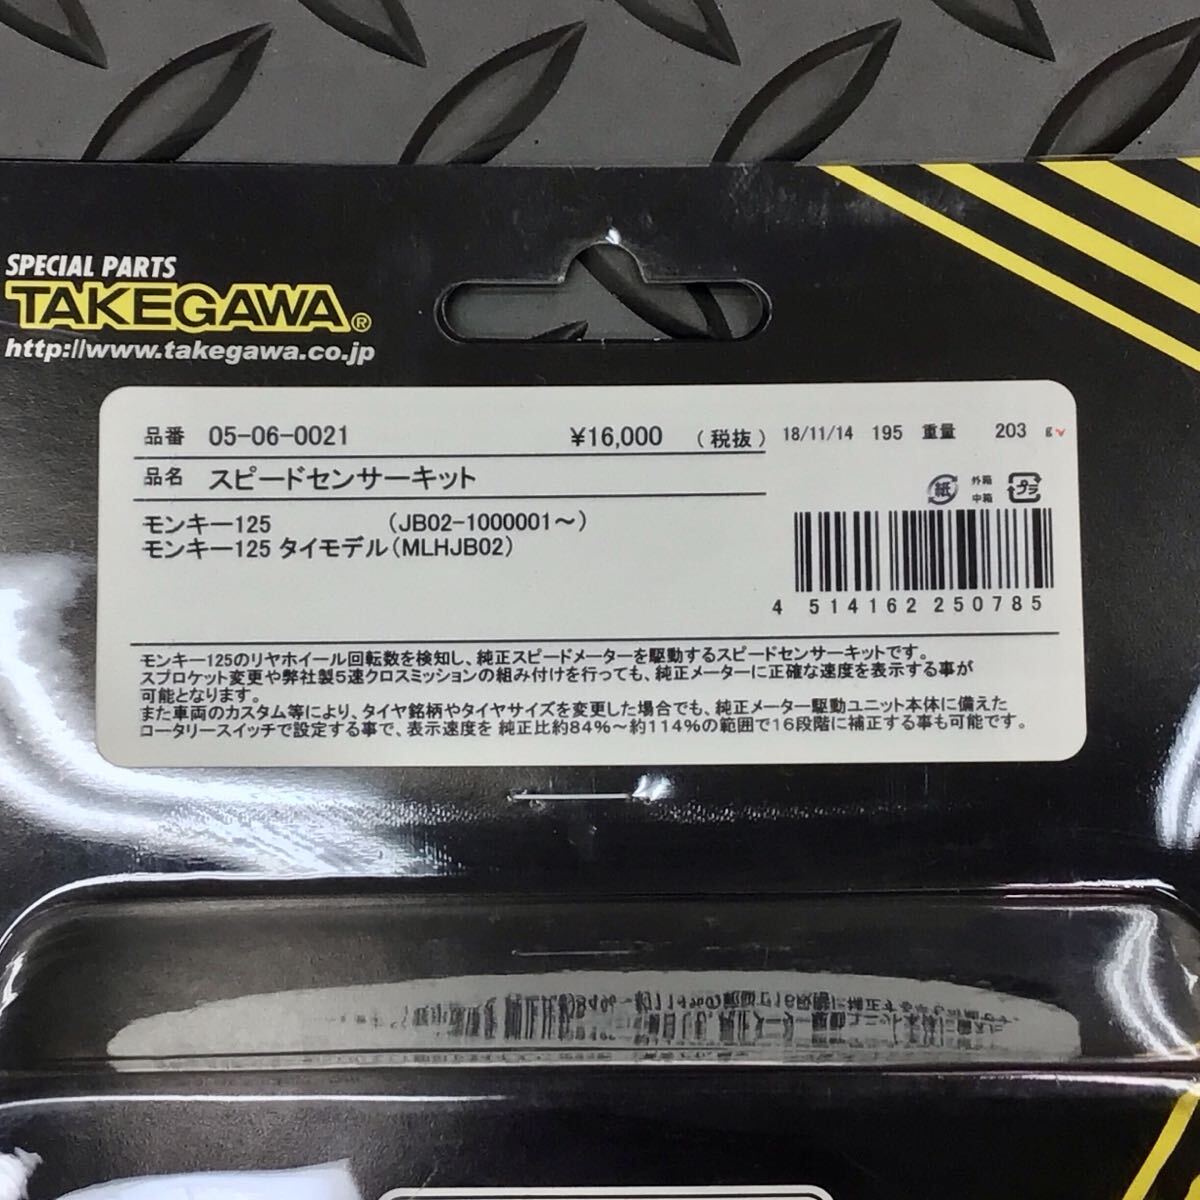 SPECIAL PARTS
TAKEGAWA®
http://www.takegawa.co.jp
品番 05-06-0021 ¥16,000 (税抜) 18/11/14 195 重量 203 g
品名 スピードセンサーキット
紙 外箱 中箱 プラ
モンキー125 (JB02-1000001～)
モンキー125 タイモデル(MLHJB02)
4 514162 250785
モンキー125のリヤホイール回転数を検知し、純正スピードメーターを駆動するスピードセンサーキットです。
スプロケット変更や弊社製5速クロスミッションの組み付けを行っても、純正メーターに正確な速度を表示する事が
可能となります。
また車両のカスタム等により、タイヤ銘柄やタイヤサイズを変更した場合でも、純正メーター駆動ユニット本体に備えた
ロータリースイッチで設定する事で、表示速度を 純正比約84%～約114%の範囲で16段階に補正する事も可能です。